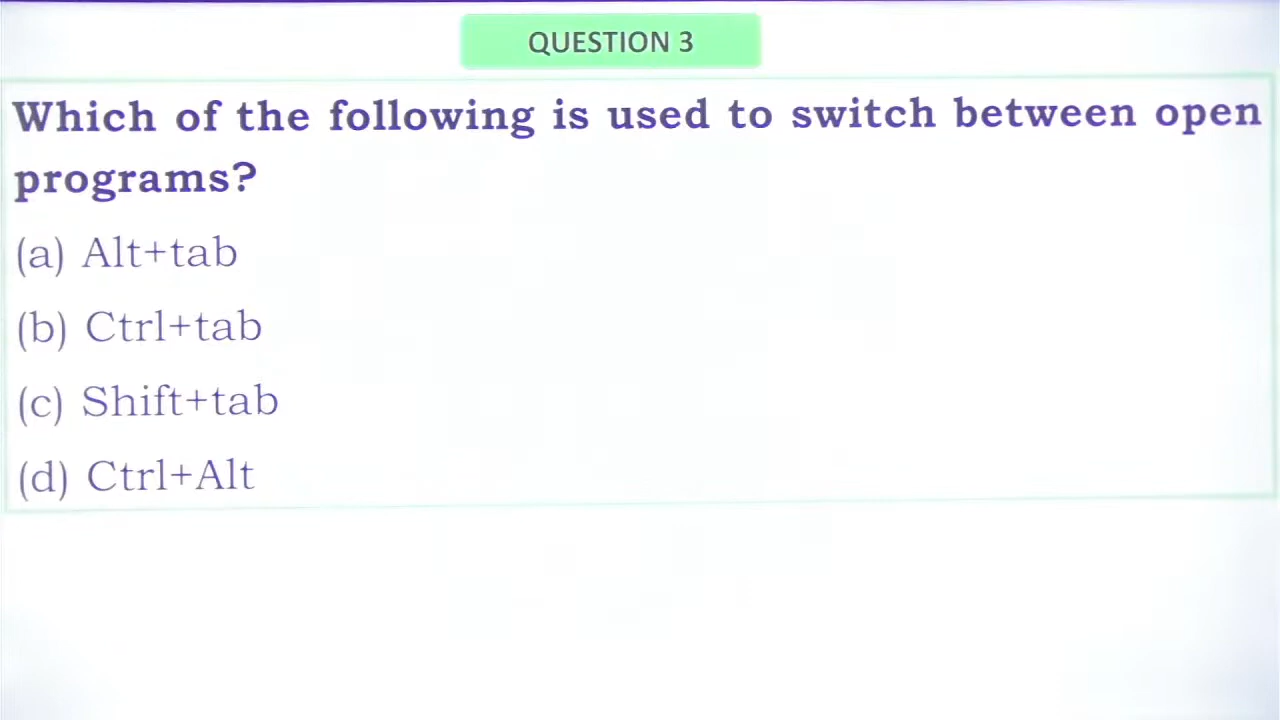 QUESTION 3
Which of the following is used to switch between open
programs?
(a) Alt+tab
(b) Ctrl+tab
(c) Shift+tab
(d) Ctrl+Alt